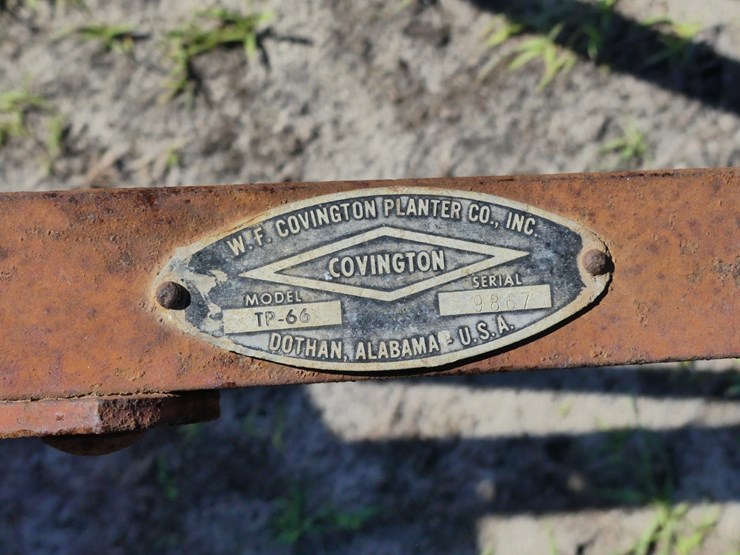 W.F. COVINGTON PLANTER CO., INC.
COVINGTON
MODEL
TP-66
SERIAL
9867
DOTHAN, ALABAMA - U.S.A.